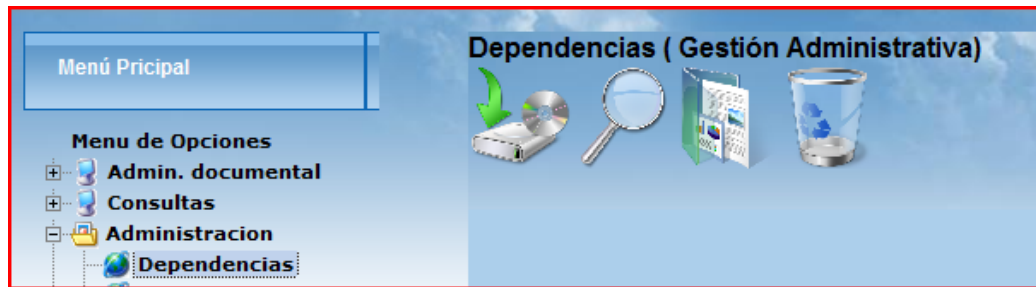 Menú Pricipal
Dependencias ( Gestión Administrativa)
Menu de Opciones
Admin. documental
Consultas
Administracion
Dependencias